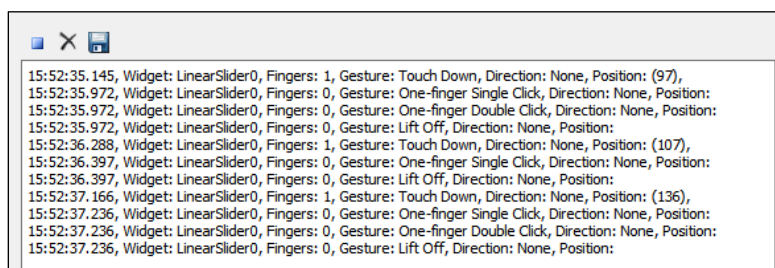 15:52:35.145, Widget: LinearSlider0, Fingers: 1, Gesture: Touch Down, Direction: None, Position: (97),
15:52:35.972, Widget: LinearSlider0, Fingers: 0, Gesture: One-finger Single Click, Direction: None, Position:
15:52:35.972, Widget: LinearSlider0, Fingers: 0, Gesture: One-finger Double Click, Direction: None, Position:
15:52:35.972, Widget: LinearSlider0, Fingers: 0, Gesture: Lift Off, Direction: None, Position:
15:52:36.288, Widget: LinearSlider0, Fingers: 1, Gesture: Touch Down, Direction: None, Position: (107),
15:52:36.397, Widget: LinearSlider0, Fingers: 0, Gesture: One-finger Single Click, Direction: None, Position:
15:52:36.397, Widget: LinearSlider0, Fingers: 0, Gesture: Lift Off, Direction: None, Position:
15:52:37.166, Widget: LinearSlider0, Fingers: 1, Gesture: Touch Down, Direction: None, Position: (136),
15:52:37.236, Widget: LinearSlider0, Fingers: 0, Gesture: One-finger Single Click, Direction: None, Position:
15:52:37.236, Widget: LinearSlider0, Fingers: 0, Gesture: One-finger Double Click, Direction: None, Position:
15:52:37.236, Widget: LinearSlider0, Fingers: 0, Gesture: Lift Off, Direction: None, Position: